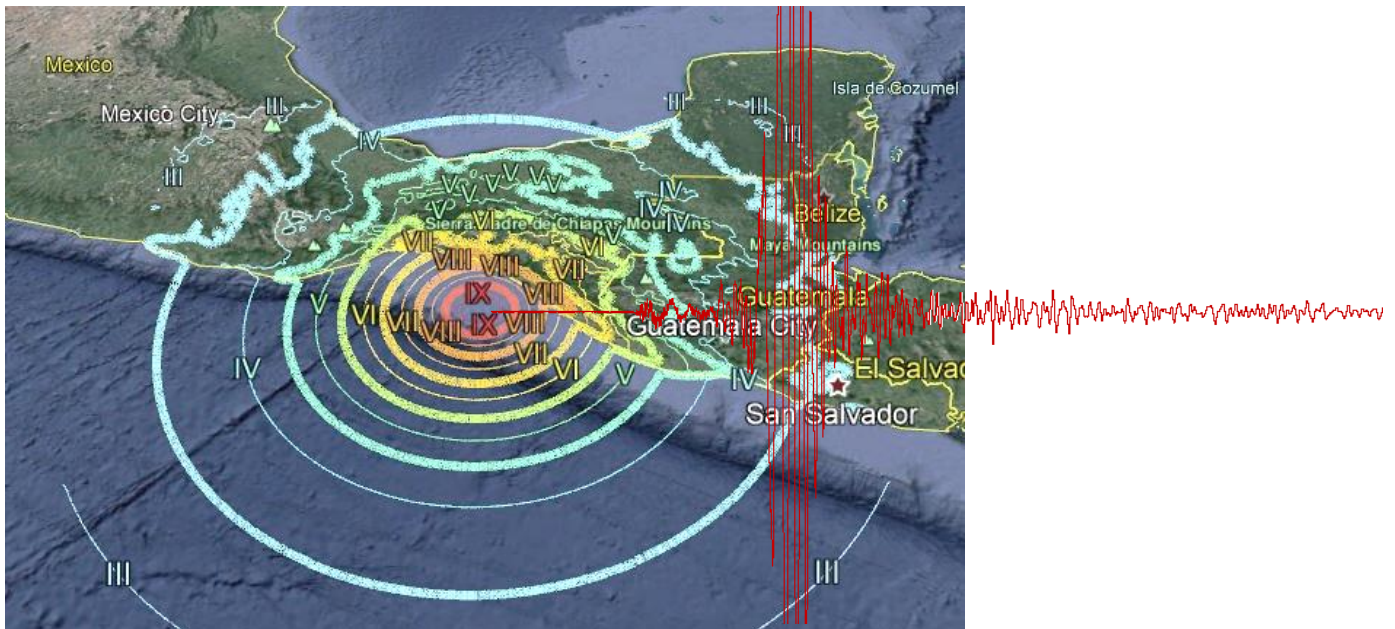 Mexico
Mexico City
III
III
IV
III
III
III
Isla de Cozumel
V
V
V
V
V
V
V
V
IV
IV
IV
VI
Sierra Madre de Chiapas Mountains
V
Belize
VII
VI
Maya Mountains
VIII
VIII
VII
IX
VIII
Guatemala
V
VI
VII
VIII
IX
VIII
Guatemala City
VII
VI
V
IV
IV
El Salvad
San Salvador
III
III